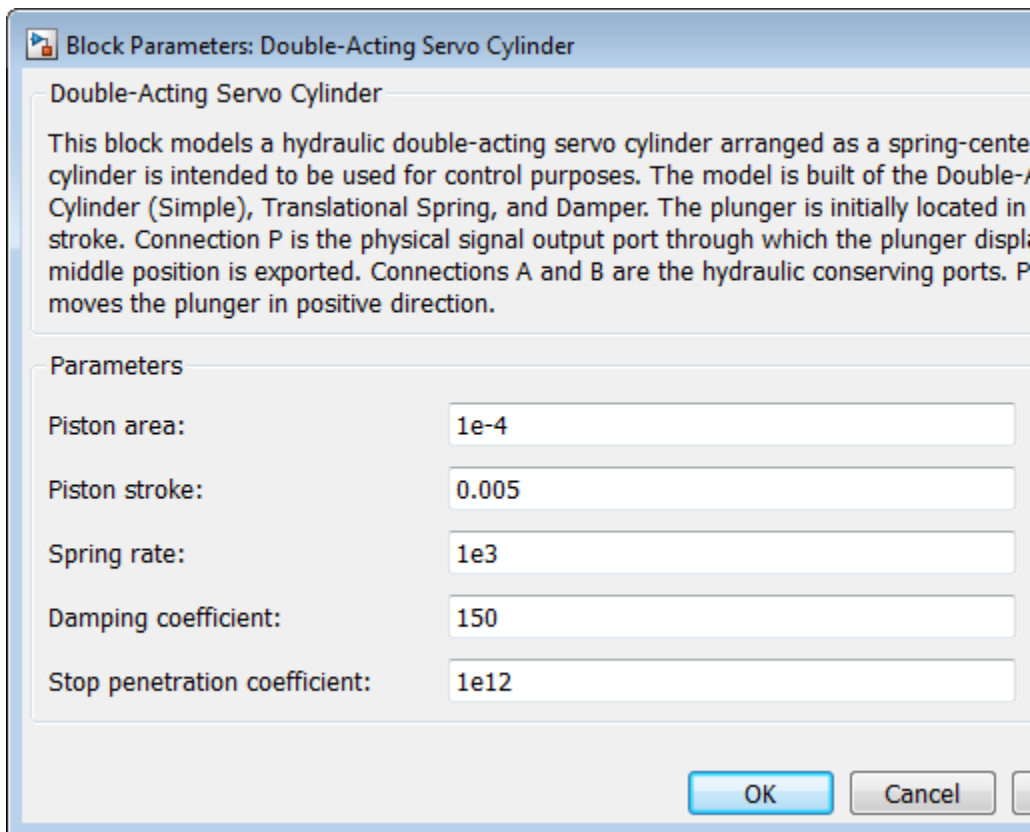 Block Parameters: Double-Acting Servo Cylinder
Double-Acting Servo Cylinder
This block models a hydraulic double-acting servo cylinder arranged as a spring-cente
cylinder is intended to be used for control purposes. The model is built of the Double-A
Cylinder (Simple), Translational Spring, and Damper. The plunger is initially located in
stroke. Connection P is the physical signal output port through which the plunger displa
middle position is exported. Connections A and B are the hydraulic conserving ports. P
moves the plunger in positive direction.
Parameters
Piston area: 1e-4
Piston stroke: 0.005
Spring rate: 1e3
Damping coefficient: 150
Stop penetration coefficient: 1e12
OK Cancel